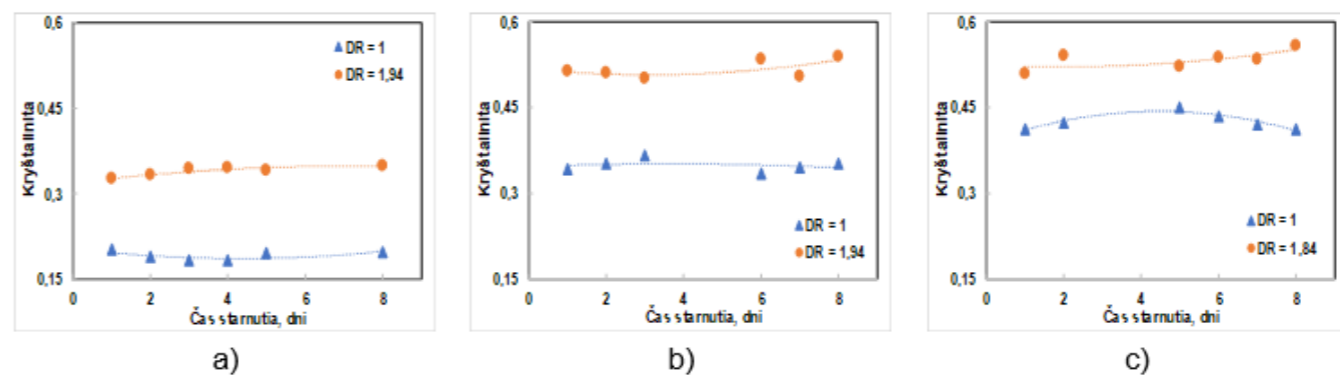 0,6
DR = 1
DR = 1,94
0,45
Kryštalinita
0,3
0,15
0 2 4 6 8
Čas starnutia, dni
a)
0,6
0,45
Kryštalinita
0,3
DR = 1
DR = 1,94
0,15
0 2 4 6 8
Čas starnutia, dni
b)
0,6
0,45
Kryštalinita
0,3
DR = 1
DR = 1,84
0,15
0 2 4 6 8
Čas starnutia, dni
c)